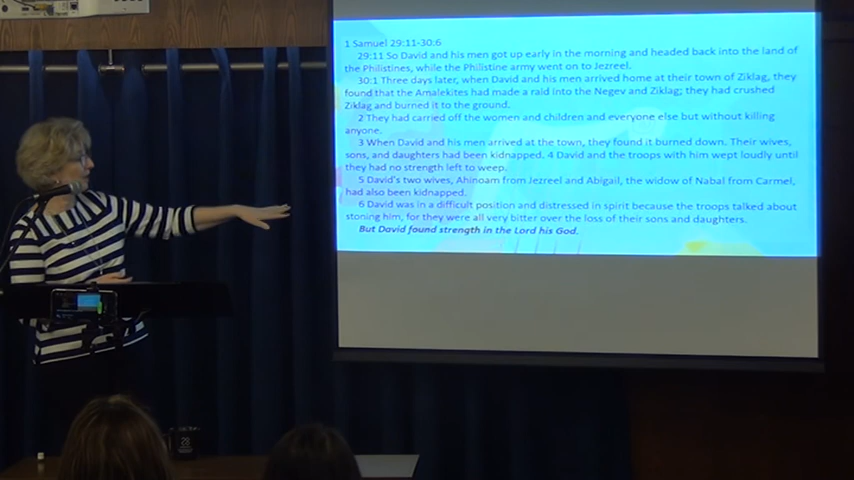 1 Samuel 29:11-30:6
29:11 So David and his men got up early in the morning and headed back into the land of
the Philistines, while the Philistine army went on to Jezreel.
30:1 Three days later, when David and his men arrived home at their town of Ziklag, they
found that the Amalekites had made a raid into the Negev and Ziklag; they had crushed
Ziklag and burned it to the ground.
2 They had carried off the women and children and everyone else but without killing
anyone.
3 When David and his men arrived at the town, they found it burned down. Their wives,
sons, and daughters had been kidnapped. 4 David and the troops with him wept loudly until
they had no strength left to weep.
5 David's two wives, Ahinoam from Jezreel and Abigail, the widow of Nabal from Carmel,
had also been kidnapped.
6 David was in a difficult position and distressed in spirit because the troops talked about
stoning him, for they were all very bitter over the loss of their sons and daughters.
But David found strength in the Lord his God.